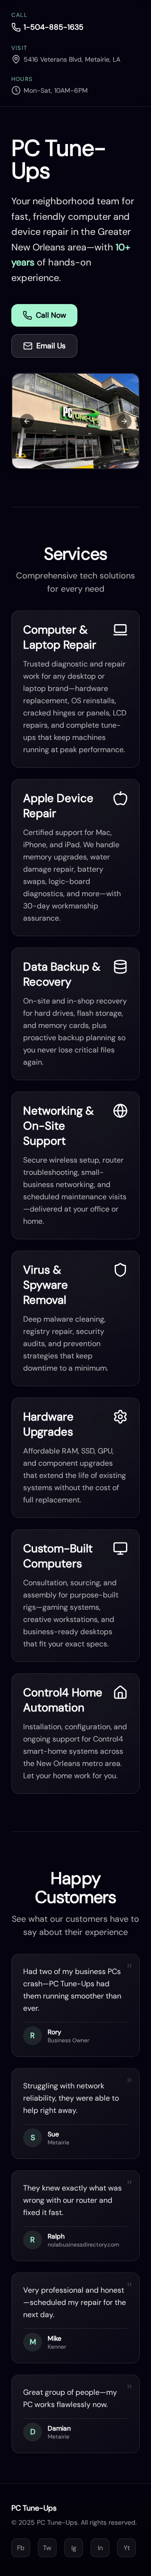 CALL
1-504-885-1635
VISIT
5416 Veterans Blvd, Metairie, LA
HOURS
Mon-Sat, 10AM-6PM
PC Tune-
Ups
Your neighborhood team for
fast, friendly computer and
device repair in the Greater
New Orleans area—with 10+
years of hands-on
experience.
Call Now
Email Us
Services
Comprehensive tech solutions
for every need
Computer &
Laptop Repair
Trusted diagnostic and repair
work for any desktop or
laptop brand—hardware
replacement, OS reinstalls,
cracked hinges or panels, LCD
repairs, and complete tune-
ups that keep machines
running at peak performance.
Apple Device
Repair
Certified support for Mac,
iPhone, and iPad. We handle
memory upgrades, water
damage repair, battery
swaps, logic-board
diagnostics, and more—with
30-day workmanship
assurance.
Data Backup &
Recovery
On-site and in-shop recovery
for hard drives, flash storage,
and memory cards, plus
proactive backup planning so
you never lose critical files
again.
Networking &
On-Site
Support
Secure wireless setup, router
troubleshooting, small-
business networking, and
scheduled maintenance visits
—delivered at your office or
home.
Virus &
Spyware
Removal
Deep malware cleaning,
registry repair, security
audits, and prevention
strategies that keep
downtime to a minimum.
Hardware
Upgrades
Affordable RAM, SSD, GPU,
and component upgrades
that extend the life of existing
systems without the cost of
full replacement.
Custom-Built
Computers
Consultation, sourcing, and
assembly for purpose-built
rigs—gaming systems,
creative workstations, and
business-ready desktops
that fit your exact specs.
Control4 Home
Automation
Installation, configuration, and
ongoing support for Control4
smart-home systems across
the New Orleans metro area.
Let your home work for you.
Happy
Customers
See what our customers have to
say about their experience
"
Had two of my business PCs
crash—PC Tune-Ups had
them running smoother than
ever.
R
Rory
Business Owner
"
Struggling with network
reliability, they were able to
help right away.
S
Sue
Metairie
"
They knew exactly what was
wrong with our router and
fixed it fast.
R
Ralph
nolabusinessdirectory.com
"
Very professional and honest
—scheduled my repair for the
next day.
M
Mike
Kenner
"
Great group of people—my
PC works flawlessly now.
D
Damian
Metairie
PC Tune-Ups
© 2025 PC Tune-Ups. All rights reserved.
Fb
Tw
Ig
In
Yt